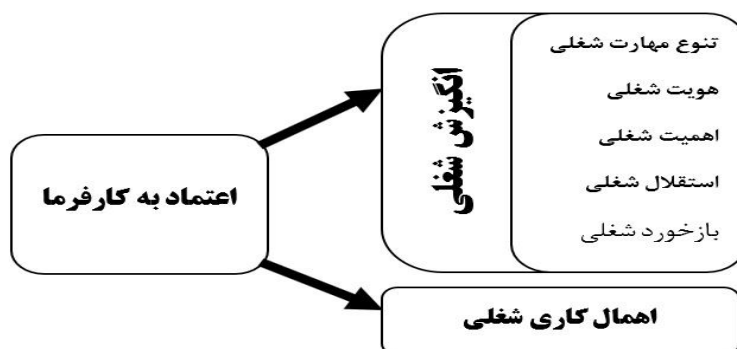 تنوع مهارت شغلی
هویت شغلی
اهمیت شغلی
استقلال شغلی
بازخورد شغلی
انگیزش شغلی
اعتماد به کارفرما
اهمال کاری شغلی